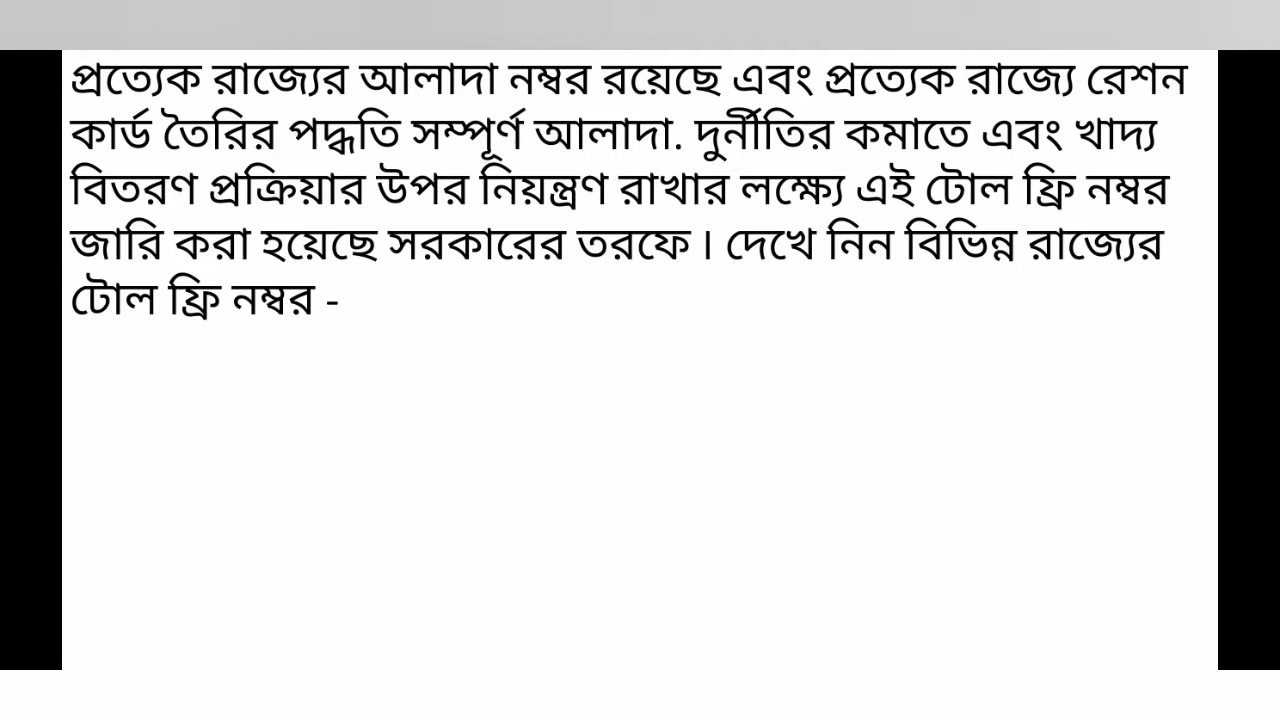 প্রত্যেক রাজ্যের আলাদা নম্বর রয়েছে এবং প্রত্যেক রাজ্যে রেশন
কার্ড তৈরির পদ্ধতি সম্পূর্ণ আলাদা. দুর্নীতির কমাতে এবং খাদ্য
বিতরণ প্রক্রিয়ার উপর নিয়ন্ত্রণ রাখার লক্ষ্যে এই টোল ফ্রি নম্বর
জারি করা হয়েছে সরকারের তরফে । দেখে নিন বিভিন্ন রাজ্যের
টোল ফ্রি নম্বর -